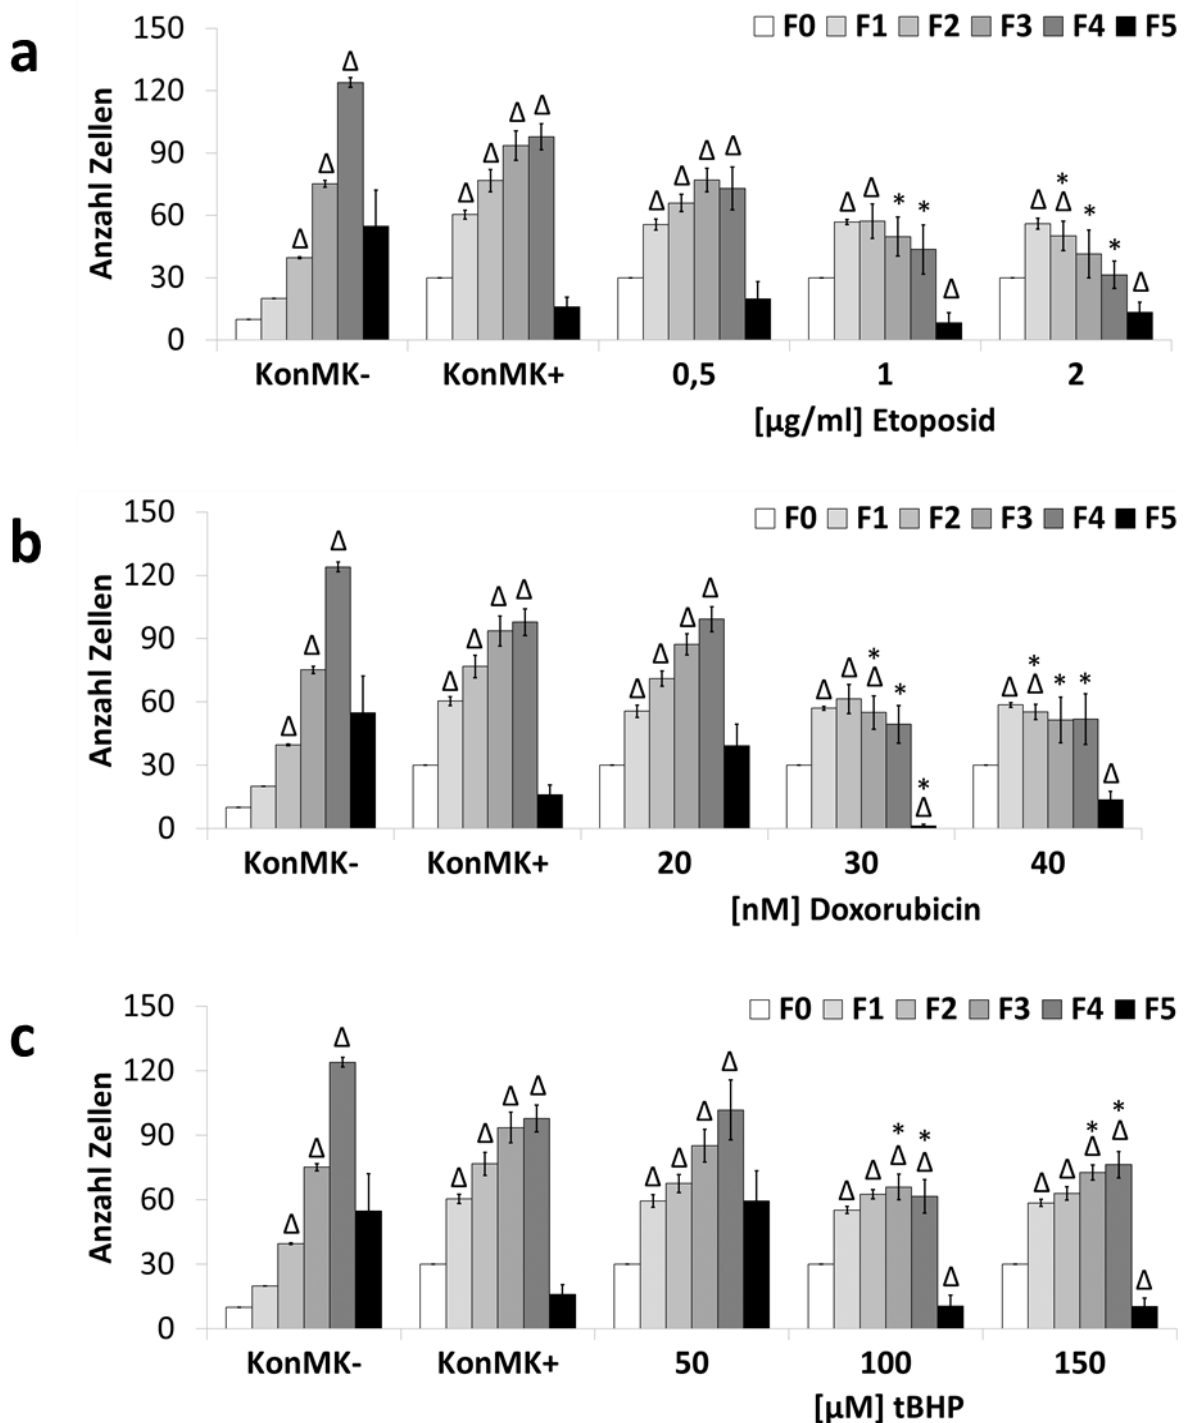 a
Anzahl Zellen
F0 F1 F2 F3 F4 F5
150
120
90
60
30
0
Δ Δ Δ Δ Δ Δ Δ Δ Δ Δ Δ Δ Δ * * Δ Δ * Δ * * Δ
KonMK- KonMK+ 0,5 1 2
[µg/ml] Etoposid
b
Anzahl Zellen
F0 F1 F2 F3 F4 F5
150
120
90
60
30
0
Δ Δ Δ Δ Δ Δ Δ Δ Δ Δ Δ Δ Δ * Δ * * Δ Δ * Δ * * Δ
KonMK- KonMK+ 20 30 40
[nM] Doxorubicin
c
Anzahl Zellen
F0 F1 F2 F3 F4 F5
150
120
90
60
30
0
Δ Δ Δ Δ Δ Δ Δ Δ Δ Δ Δ Δ Δ * Δ * Δ Δ Δ Δ * Δ * Δ Δ
KonMK- KonMK+ 50 100 150
[µM] tBHP